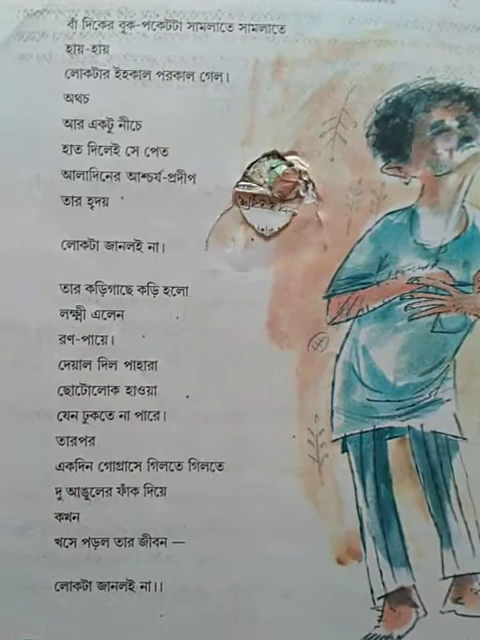 বাঁ দিকের বুক-পকেটটা সামলাতে সামলাতে
হায়-হায়
লোকটার ইহকাল পরকাল গেল।
অথচ
আর একটু নীচে
হাত দিলেই সে পেত
আলাদিনের আশ্চর্য-প্রদীপ
তার হৃদয়
লোকটা জানলই না।
তার কড়িগাছে কড়ি হলো
লক্ষ্মী এলেন
রণ-পায়ে।
দেয়াল দিল পাহারা
ছোটোলোক হাওয়া
যেন ঢুকতে না পারে।
তারপর
একদিন গোগ্রাসে গিলতে গিলতে
দু আঙুলের ফাঁক দিয়ে
কখন
খসে পড়ল তার জীবন —
লোকটা জানলই না।।